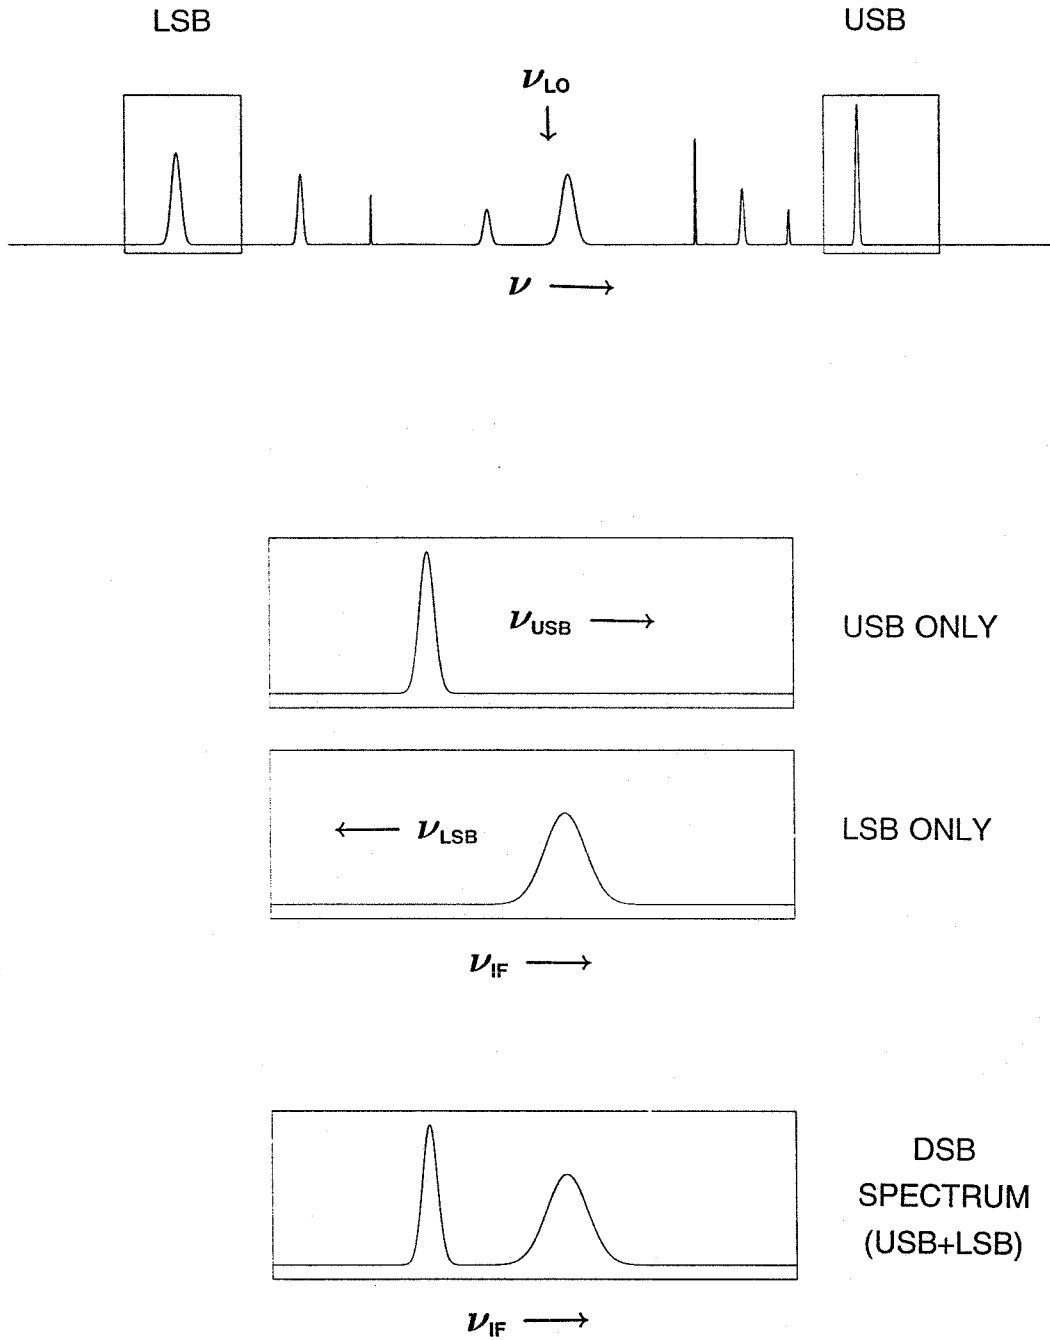 LSB
USB
νLO
ν
νUSB
USB ONLY
νLSB
LSB ONLY
νIF
DSB
SPECTRUM
(USB+LSB)
νIF